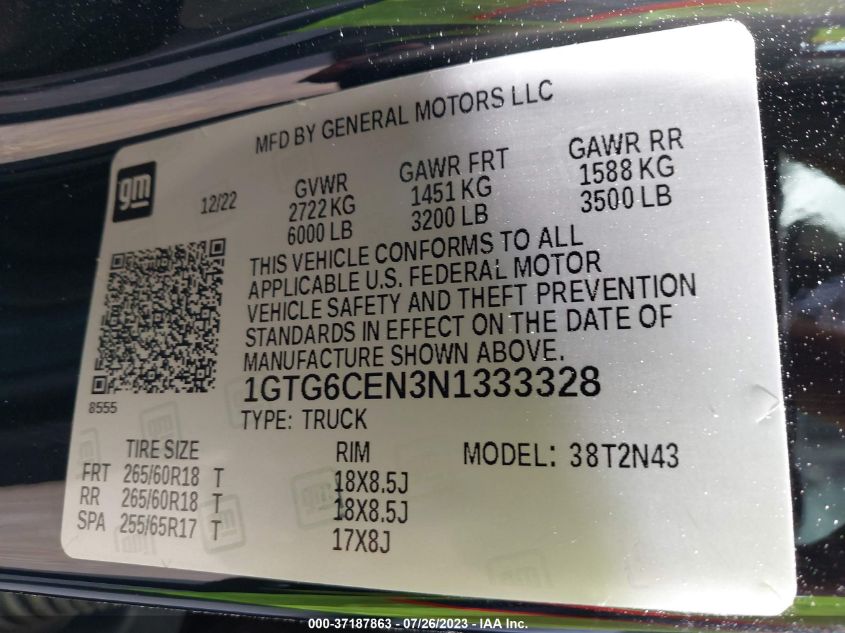 MFD BY GENERAL MOTORS LLC
gm
12/22
GVWR
2722 KG
6000 LB
GAWR FRT
1451 KG
3200 LB
GAWR RR
1588 KG
3500 LB
THIS VEHICLE CONFORMS TO ALL
APPLICABLE U.S. FEDERAL MOTOR
VEHICLE SAFETY AND THEFT PREVENTION
STANDARDS IN EFFECT ON THE DATE OF
MANUFACTURE SHOWN ABOVE.
8555
1GTG6CEN3N1333328
TYPE: TRUCK
TIRE SIZE RIM MODEL: 38T2N43
FRT 265/60R18 T 18X8.5J
RR 265/60R18 T 18X8.5J
SPA 255/65R17 T 17X8J
000-37187863 - 07/26/2023 - IAA Inc.